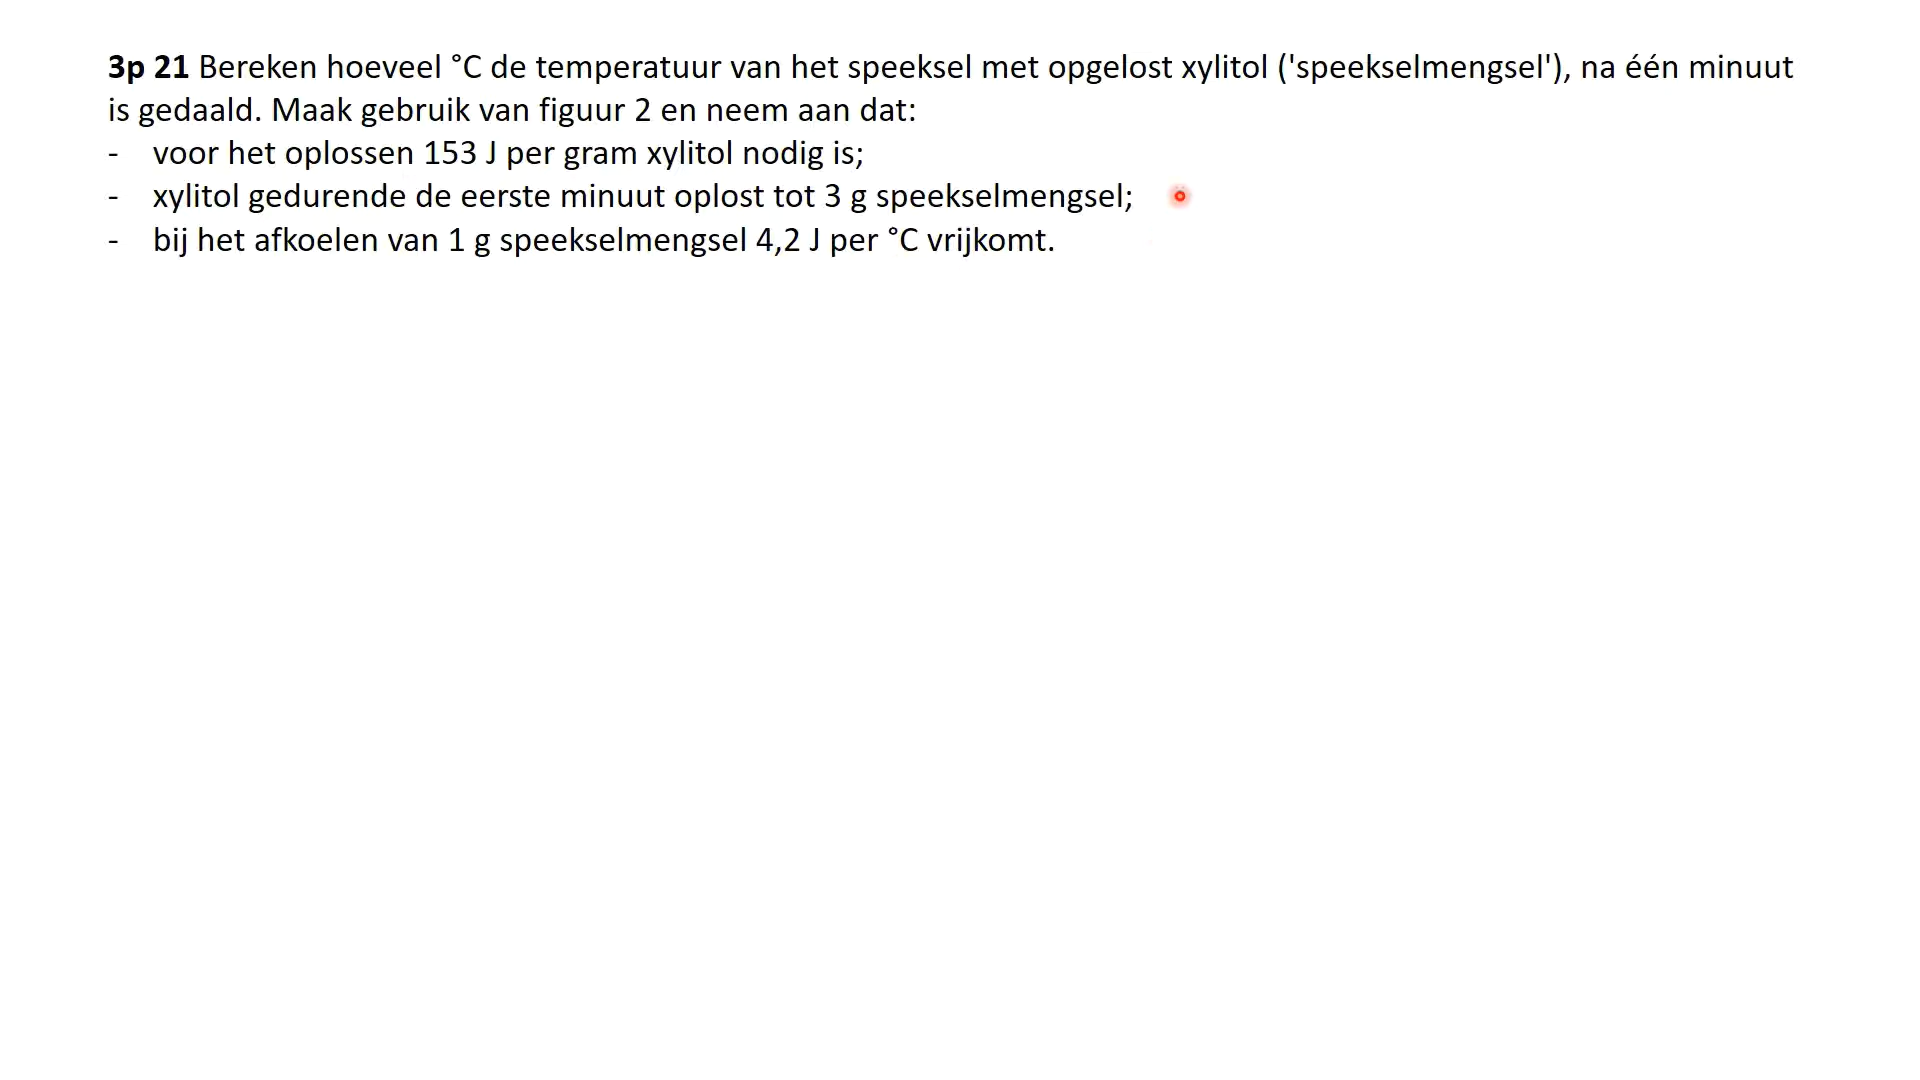 3p 21 Bereken hoeveel °C de temperatuur van het speeksel met opgelost xylitol ('speekselmengsel'), na één minuut
is gedaald. Maak gebruik van figuur 2 en neem aan dat:
- voor het oplossen 153 J per gram xylitol nodig is;
- xylitol gedurende de eerste minuut oplost tot 3 g speekselmengsel;
- bij het afkoelen van 1 g speekselmengsel 4,2 J per °C vrijkomt.